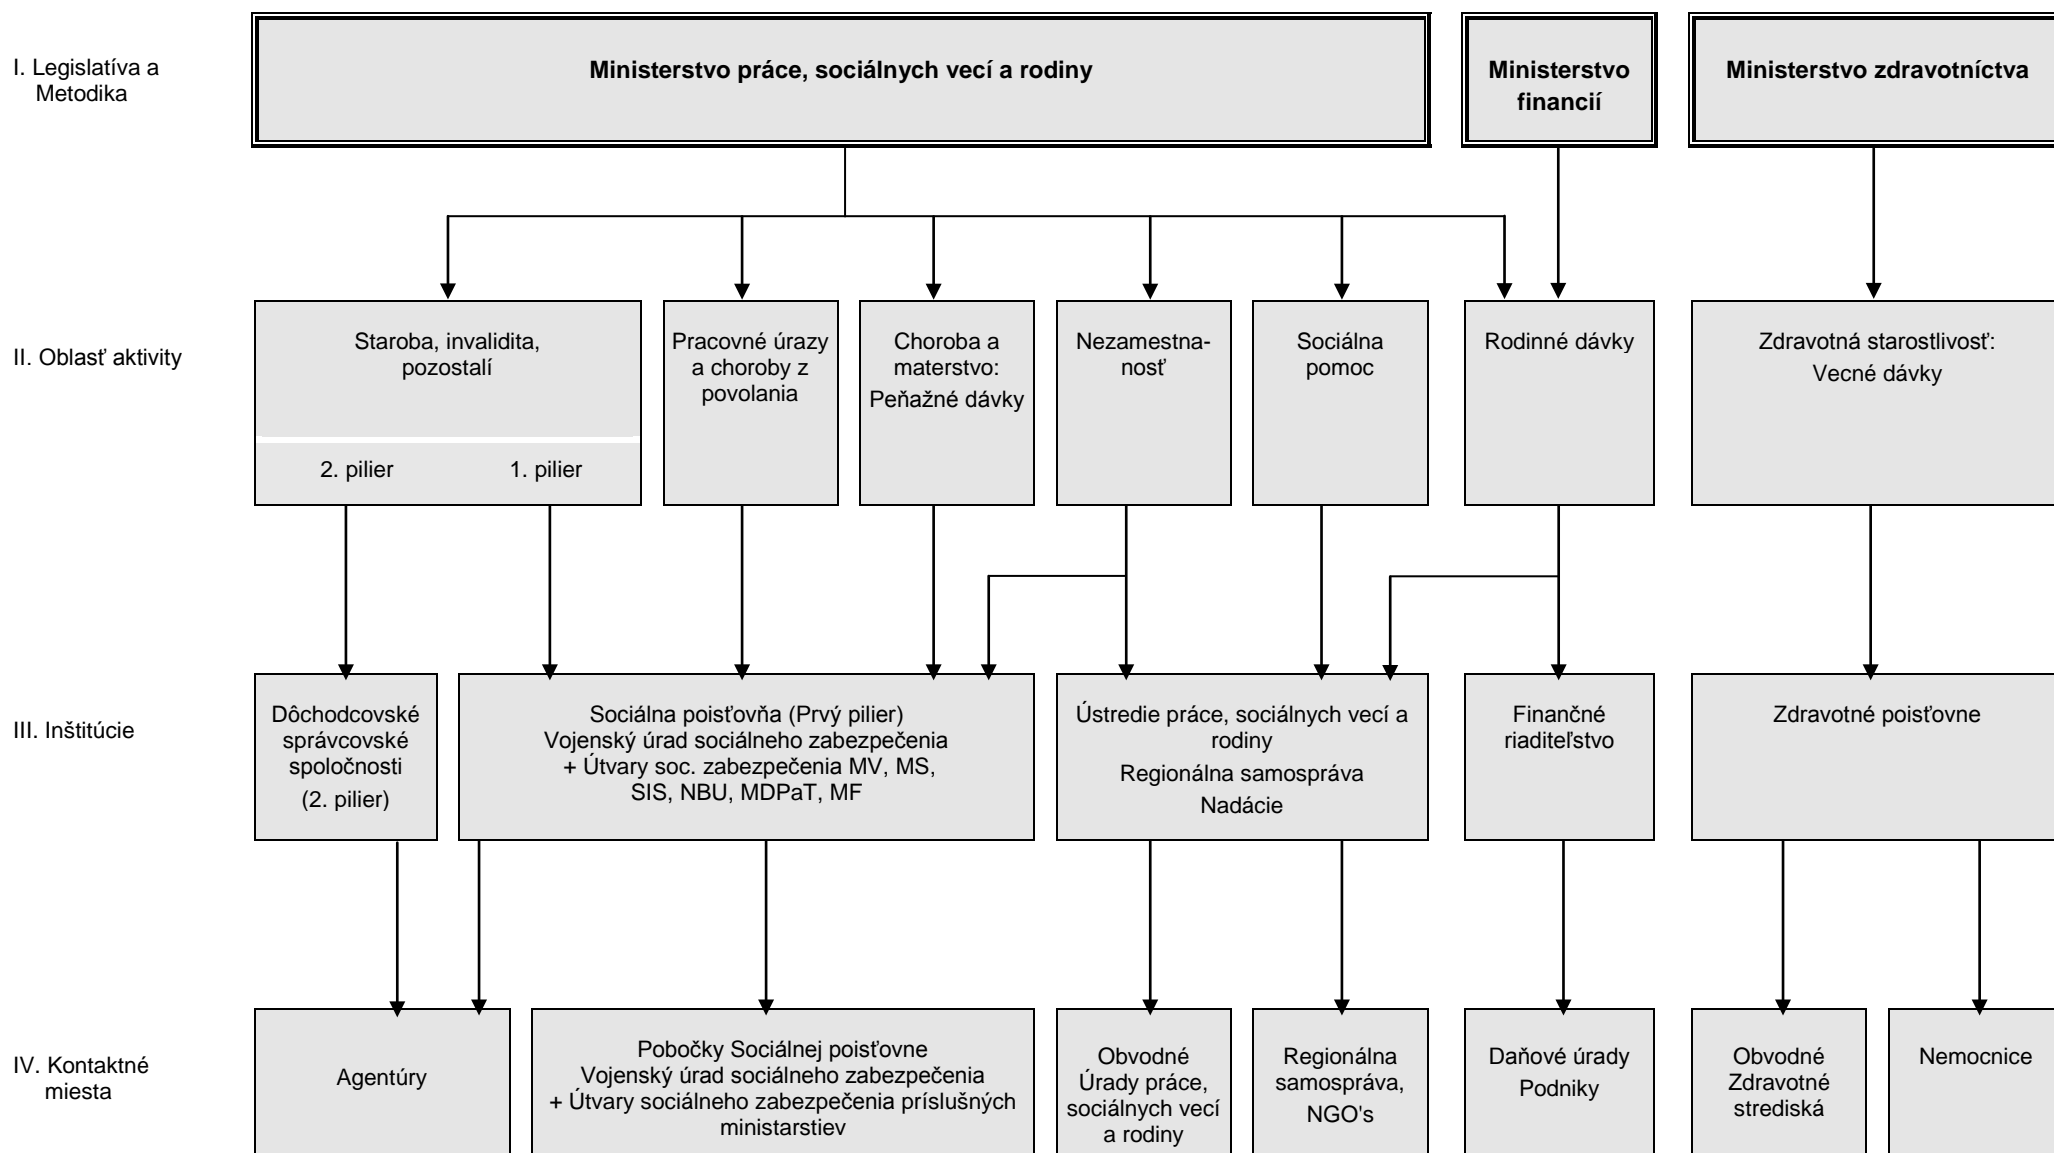 I. Legislatíva a
Metodika
Ministerstvo práce, sociálnych vecí a rodiny
Ministerstvo
financií
Ministerstvo zdravotníctva
II. Oblasť aktivity
Staroba, invalidita,
pozostalí
2. pilier
1. pilier
Pracovné úrazy
a choroby z
povolania
Choroba a
materstvo:
Peňažné dávky
Nezamestna-
nosť
Sociálna
pomoc
Rodinné dávky
Zdravotná starostlivosť:
Vecné dávky
III. Inštitúcie
Dôchodcovské
správcovské
spoločnosti
(2. pilier)
Sociálna poisťovňa (Prvý pilier)
Vojenský úrad sociálneho zabezpečenia
+ Útvary soc. zabezpečenia MV, MS,
SIS, NBU, MDPaT, MF
Ústredie práce, sociálnych vecí a
rodiny
Regionálna samospráva
Nadácie
Finančné
riaditeľstvo
Zdravotné poisťovne
IV. Kontaktné
miesta
Agentúry
Pobočky Sociálnej poisťovne
Vojenský úrad sociálneho zabezpečenia
+ Útvary sociálneho zabezpečenia príslušných
ministarstiev
Obvodné
Úrady práce,
sociálnych vecí
a rodiny
Regionálna
samospráva,
NGO's
Daňové úrady
Podniky
Obvodné
Zdravotné
strediská
Nemocnice